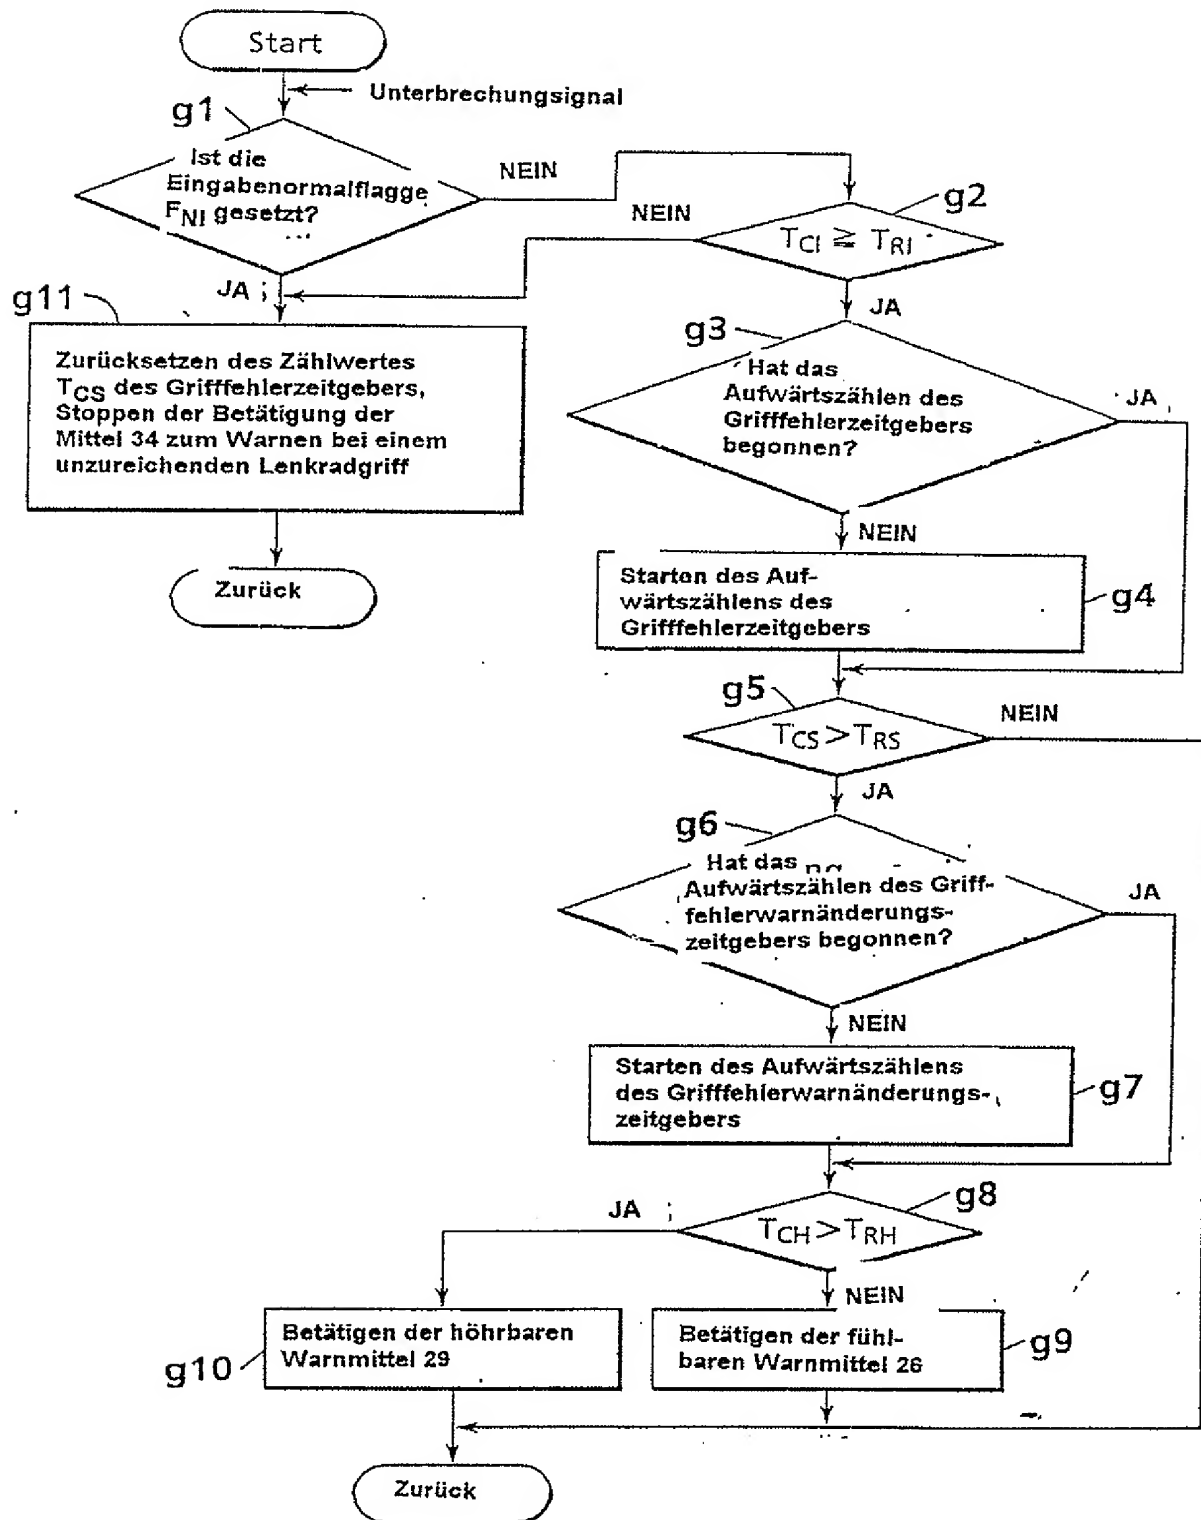 Start
Unterbrechungsignal
g1
Ist die
Eingabenormalflagge
FNI gesetzt?
NEIN
JA
g2
TCI ≧ TRI
NEIN
JA
g11
Zurücksetzen des Zählwertes
TCS des Grifffehlerzeitgebers,
Stoppen der Betätigung der
Mittel 34 zum Warnen bei einem
unzureichenden Lenkradgriff
Zurück
g3
Hat das
Aufwärtszählen des
Grifffehlerzeitgebers
begonnen?
JA
NEIN
Starten des Auf-
wärtszählens des
Grifffehlerzeitgebers
g4
g5
TCS > TRS
NEIN
JA
g6
Hat das
Aufwärtszählen des Griff-
fehlerwarnänderungs-
zeitgebers begonnen?
JA
NEIN
Starten des Aufwärtszählens
des Grifffehlerwarnänderungs-
zeitgebers
g7
g8
TCH > TRH
JA
NEIN
Betätigen der höhrbaren
Warnmittel 29
g10
Betätigen der fühl-
baren Warnmittel 26
g9
Zurück